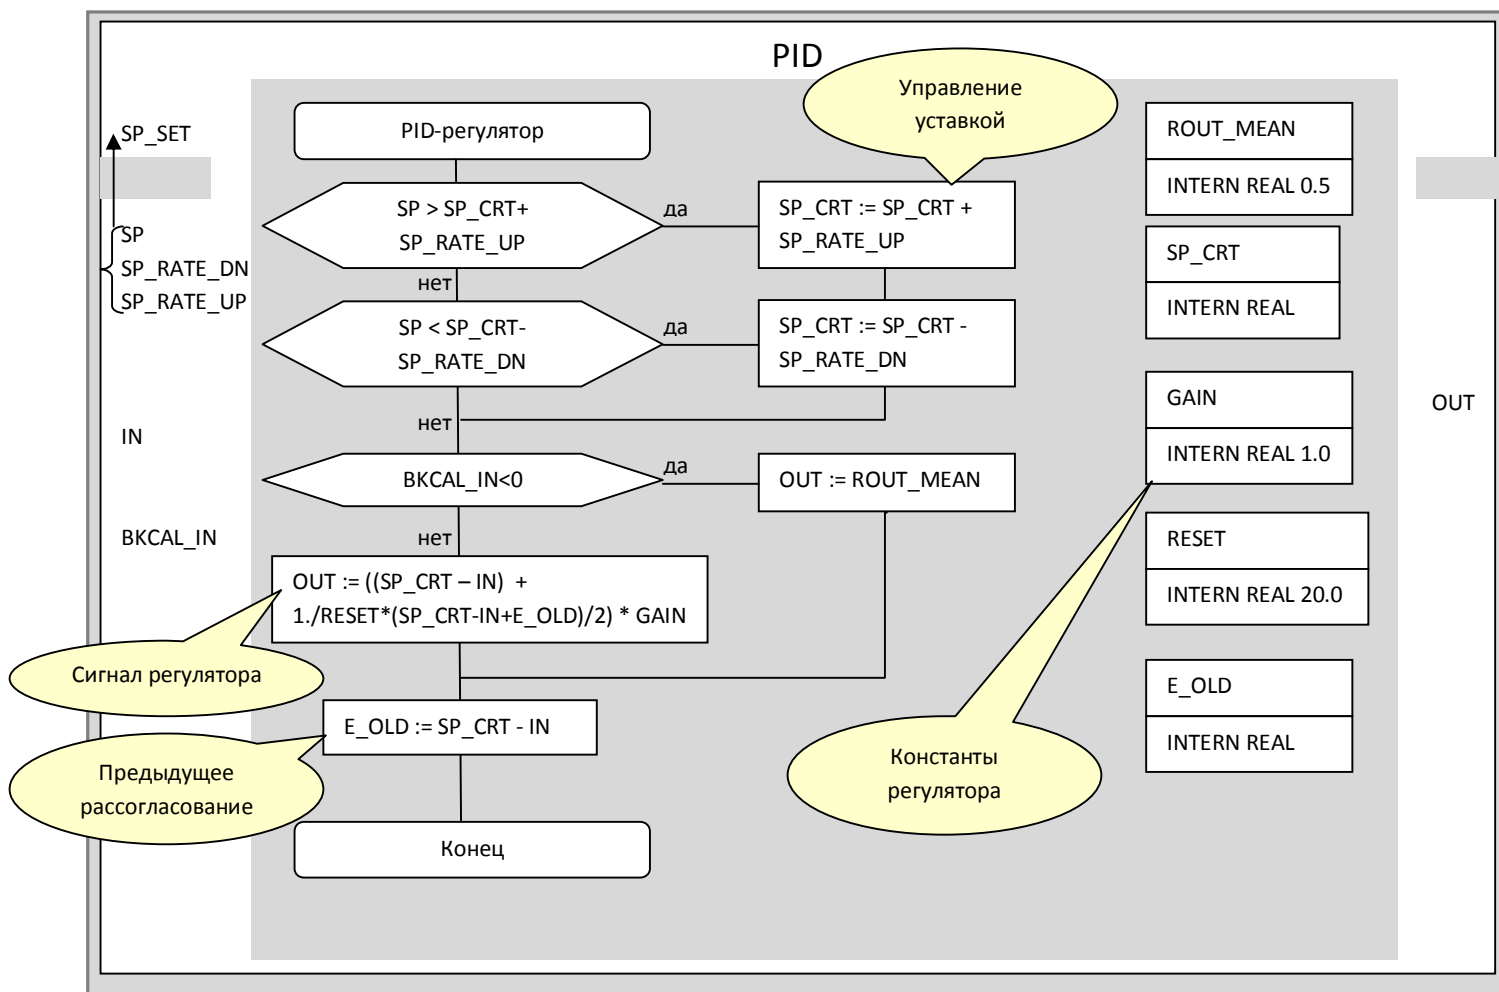 PID
Управление
уставкой
SP_SET
PID-регулятор
ROUT_MEAN
INTERN REAL 0.5
SP > SP_CRT+
SP_RATE_UP
да
SP_CRT := SP_CRT +
SP_RATE_UP
SP
SP_RATE_DN
SP_RATE_UP
SP_CRT
INTERN REAL
нет
SP < SP_CRT-
SP_RATE_DN
да
SP_CRT := SP_CRT -
SP_RATE_DN
GAIN
INTERN REAL 1.0
OUT
нет
IN
BKCAL_IN<0
да
OUT := ROUT_MEAN
BKCAL_IN
нет
RESET
INTERN REAL 20.0
OUT := ((SP_CRT – IN) +
1./RESET*(SP_CRT-IN+E_OLD)/2) * GAIN
Сигнал регулятора
E_OLD
INTERN REAL
E_OLD := SP_CRT - IN
Предыдущее
рассогласование
Константы
регулятора
Конец